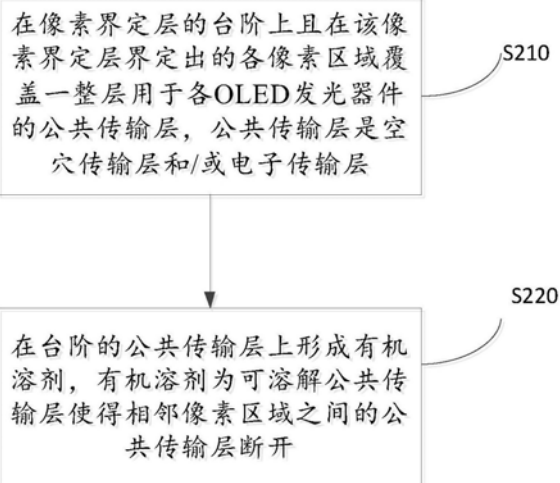 在像素界定层的台阶上且在该像
素界定层界定出的各像素区域覆
盖一整层用于各OLED发光器件
的公共传输层，公共传输层是空
穴传输层和/或电子传输层
S210
S220
在台阶的公共传输层上形成有机
溶剂，有机溶剂为可溶解公共传
输层使得相邻像素区域之间的公
共传输层断开